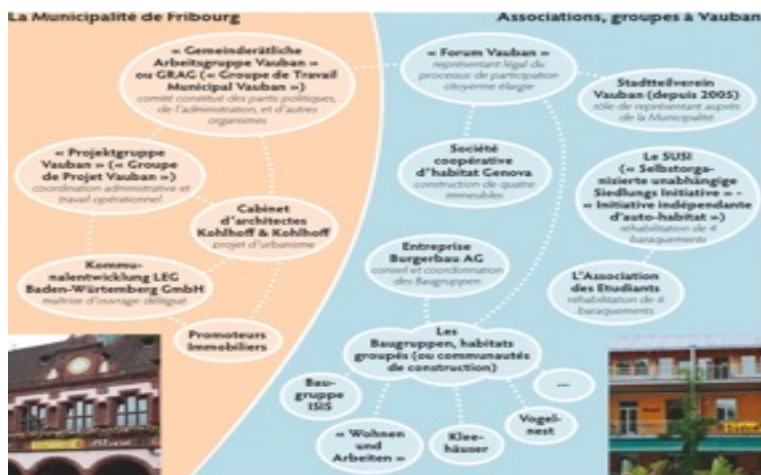 La Municipalité de Fribourg
Associations, groupes à Vauban
« Gemeinderätliche
Arbeitsgruppe Vauban »
ou GRAG (« Groupe de Travail
Municipal Vauban »)
comité constitué des partis politiques,
de l'administration, et d'autres
organismes
« Projektgruppe
Vauban » (« Groupe
de Projet Vauban »)
coordination administrative et
travail opérationnel
Cabinet
d'architectes
Kohlhoff & Kohlhoff
projet d'urbanisme
Kommu-
nalentwicklung LEG
Baden-Würtemberg GmbH
maîtrise d'ouvrage délégué
Promoteurs
Immobiliers
« Forum Vauban »
représentant légal du
processus de participation
citoyenne élargie
Stadtteilverein
Vauban (depuis 2005)
rôle de représentant auprès
de la Municipalité
Société
coopérative
d'habitat Genova
construction de quatre
immeubles
Le SUSI
(« Selbstorga-
nisierte unabhängige
Siedlungs Initiative » -
« Initiative indépendante
d'auto-habitat »)
réhabilitation de 4
baraquements
Entreprise
Burgerbau AG
conseil et coordonnation
des Baugruppen
L'Association
des Etudiants
réhabilitation de 6
baraquements
Les
Baugruppen, habitats
groupés (ou communautés
de construction)
Bau-
gruppe
ISIS
« Wohnen
und
Arbeiten »
Klee-
häuser
Vogel-
nest
...